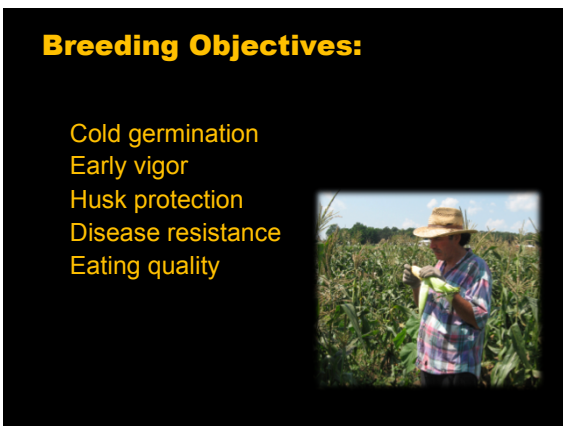 Breeding Objectives:
Cold germination
Early vigor
Husk protection
Disease resistance
Eating quality